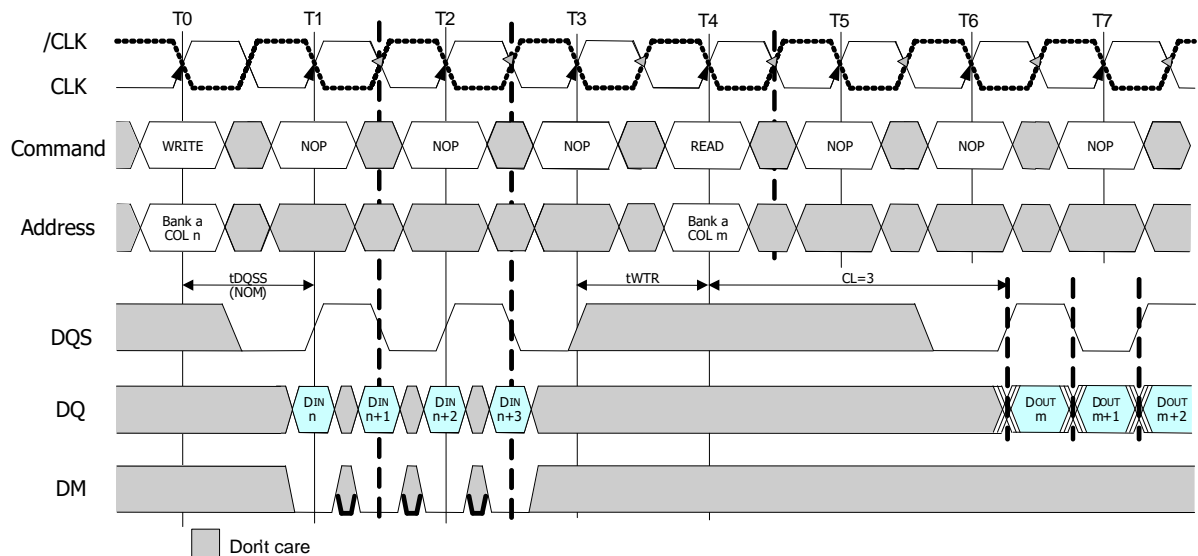 T0 T1 T2 T3 T4 T5 T6 T7
/CLK
CLK
Command WRITE NOP NOP NOP READ NOP NOP NOP
Address Bank a COL n Bank a COL m
tDQSS (NOM) tWTR CL=3
DQS
DQ DIN n DIN n+1 DIN n+2 DIN n+3 DOUT m DOUT m+1 DOUT m+2
DM
Don't care